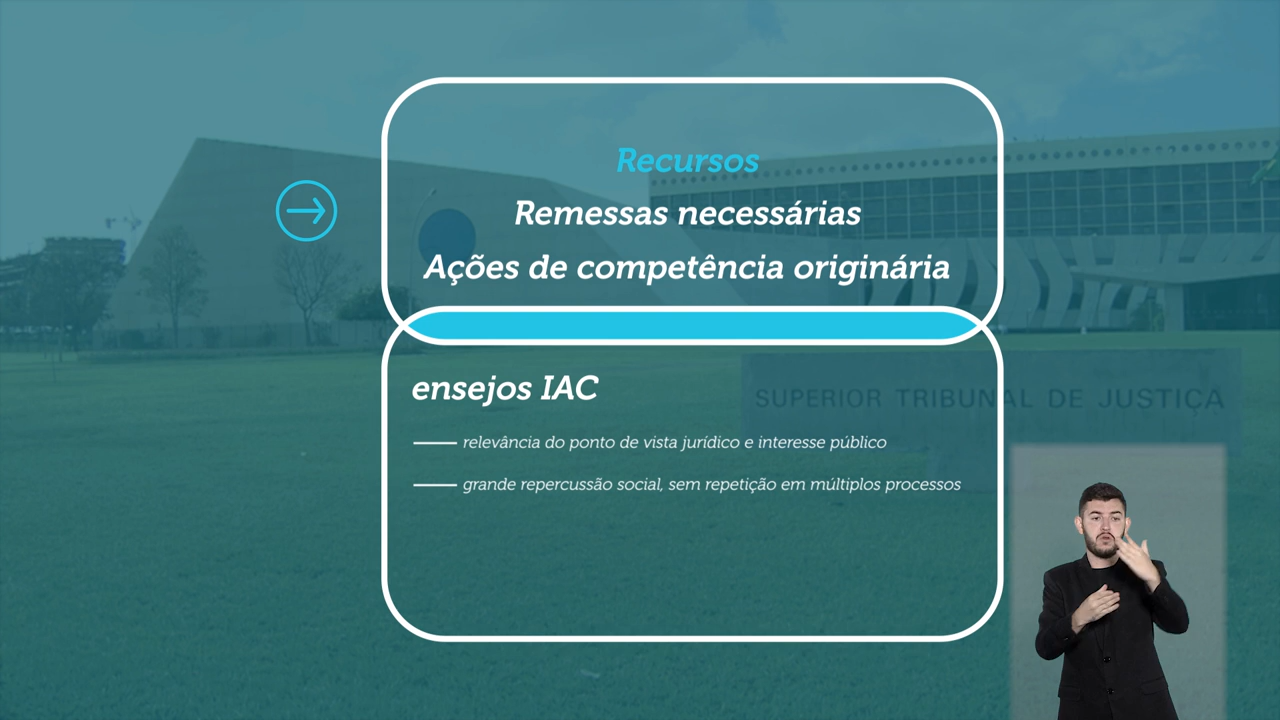 Recursos
Remessas necessárias
Ações de competência originária
ensejos IAC
relevância do ponto de vista jurídico e interesse público
grande repercussão social, sem repetição em múltiplos processos
SUPERIOR TRIBUNAL DE JUSTIÇA